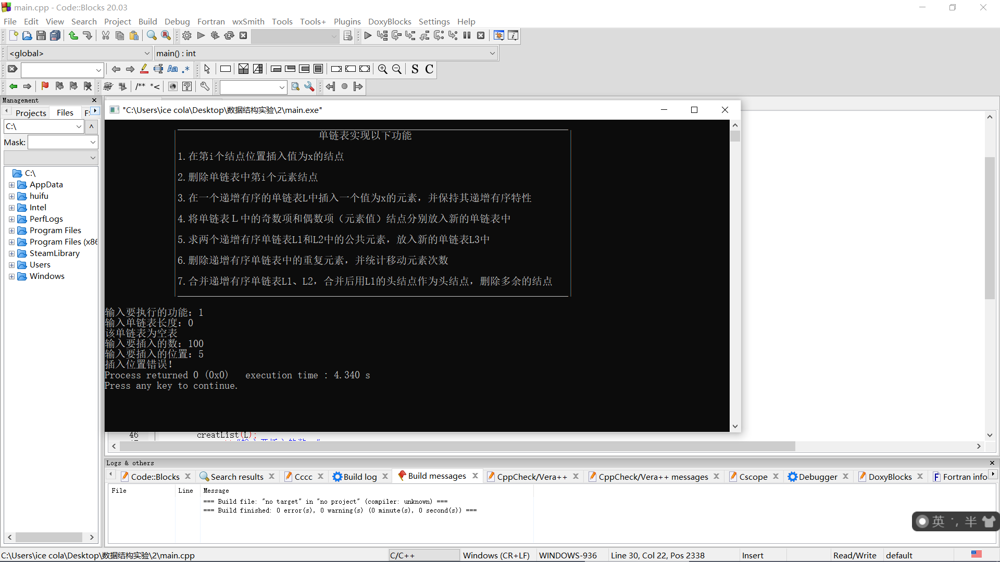 main.cpp - Code::Blocks 20.03
File Edit View Search Project Build Debug Fortran wxSmith Tools Tools+ Plugins DoxyBlocks Settings Help
<global> main() : int
Aa .* S C
/** *<
Management
Projects Files
C:\ ^
Mask:
C:\
AppData
huifu
Intel
PerfLogs
Program Files
Program Files (x86
SteamLibrary
Users
Windows
"C:\Users\ice cola\Desktop\数据结构实验\2\main.exe"
单链表实现以下功能
1.在第i个结点位置插入值为x的结点
2.删除单链表中第i个元素结点
3.在一个递增有序的单链表L中插入一个值为x的元素，并保持其递增有序特性
4.将单链表Ｌ中的奇数项和偶数项（元素值）结点分别放入新的单链表中
5.求两个递增有序单链表L1和L2中的公共元素，放入新的单链表L3中
6.删除递增有序单链表中的重复元素，并统计移动元素次数
7.合并递增有序单链表L1、L2，合并后用L1的头结点作为头结点，删除多余的结点
输入要执行的功能：1
输入单链表长度：0
该单链表为空表
输入要插入的数：100
输入要插入的位置：5
插入位置错误！
Process returned 0 (0x0)   execution time : 4.340 s
Press any key to continue.
46 creatList(L);
Logs & others
Code::Blocks Search results Cccc Build log Build messages CppCheck/Vera++ CppCheck/Vera++ messages Cscope Debugger DoxyBlocks Fortran info
File Line Message
=== Build file: "no target" in "no project" (compiler: unknown) ===
=== Build finished: 0 error(s), 0 warning(s) (0 minute(s), 0 second(s)) ===
英 半
C:\Users\ice cola\Desktop\数据结构实验\2\main.cpp C/C++ Windows (CR+LF) WINDOWS-936 Line 30, Col 22, Pos 2338 Insert Read/Write default